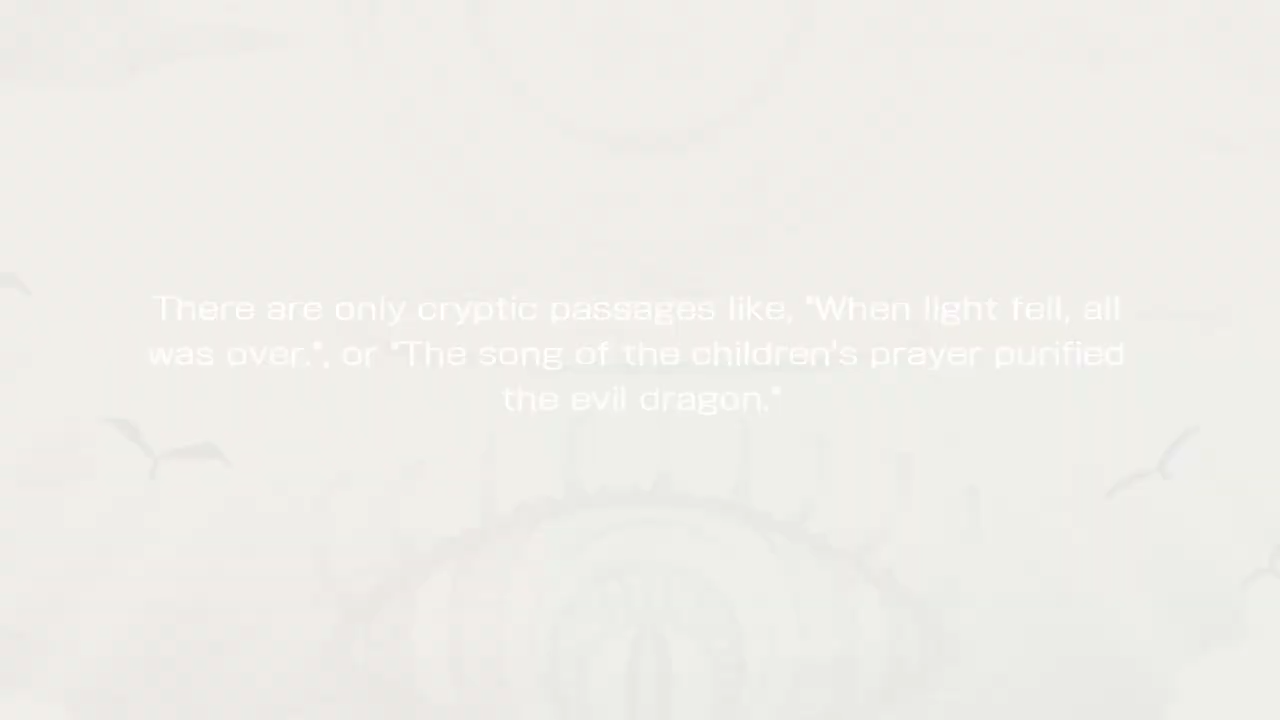 There are only cryptic passages like, "When light fell, all
was over.", or "The song of the children's prayer purified
the evil dragon."